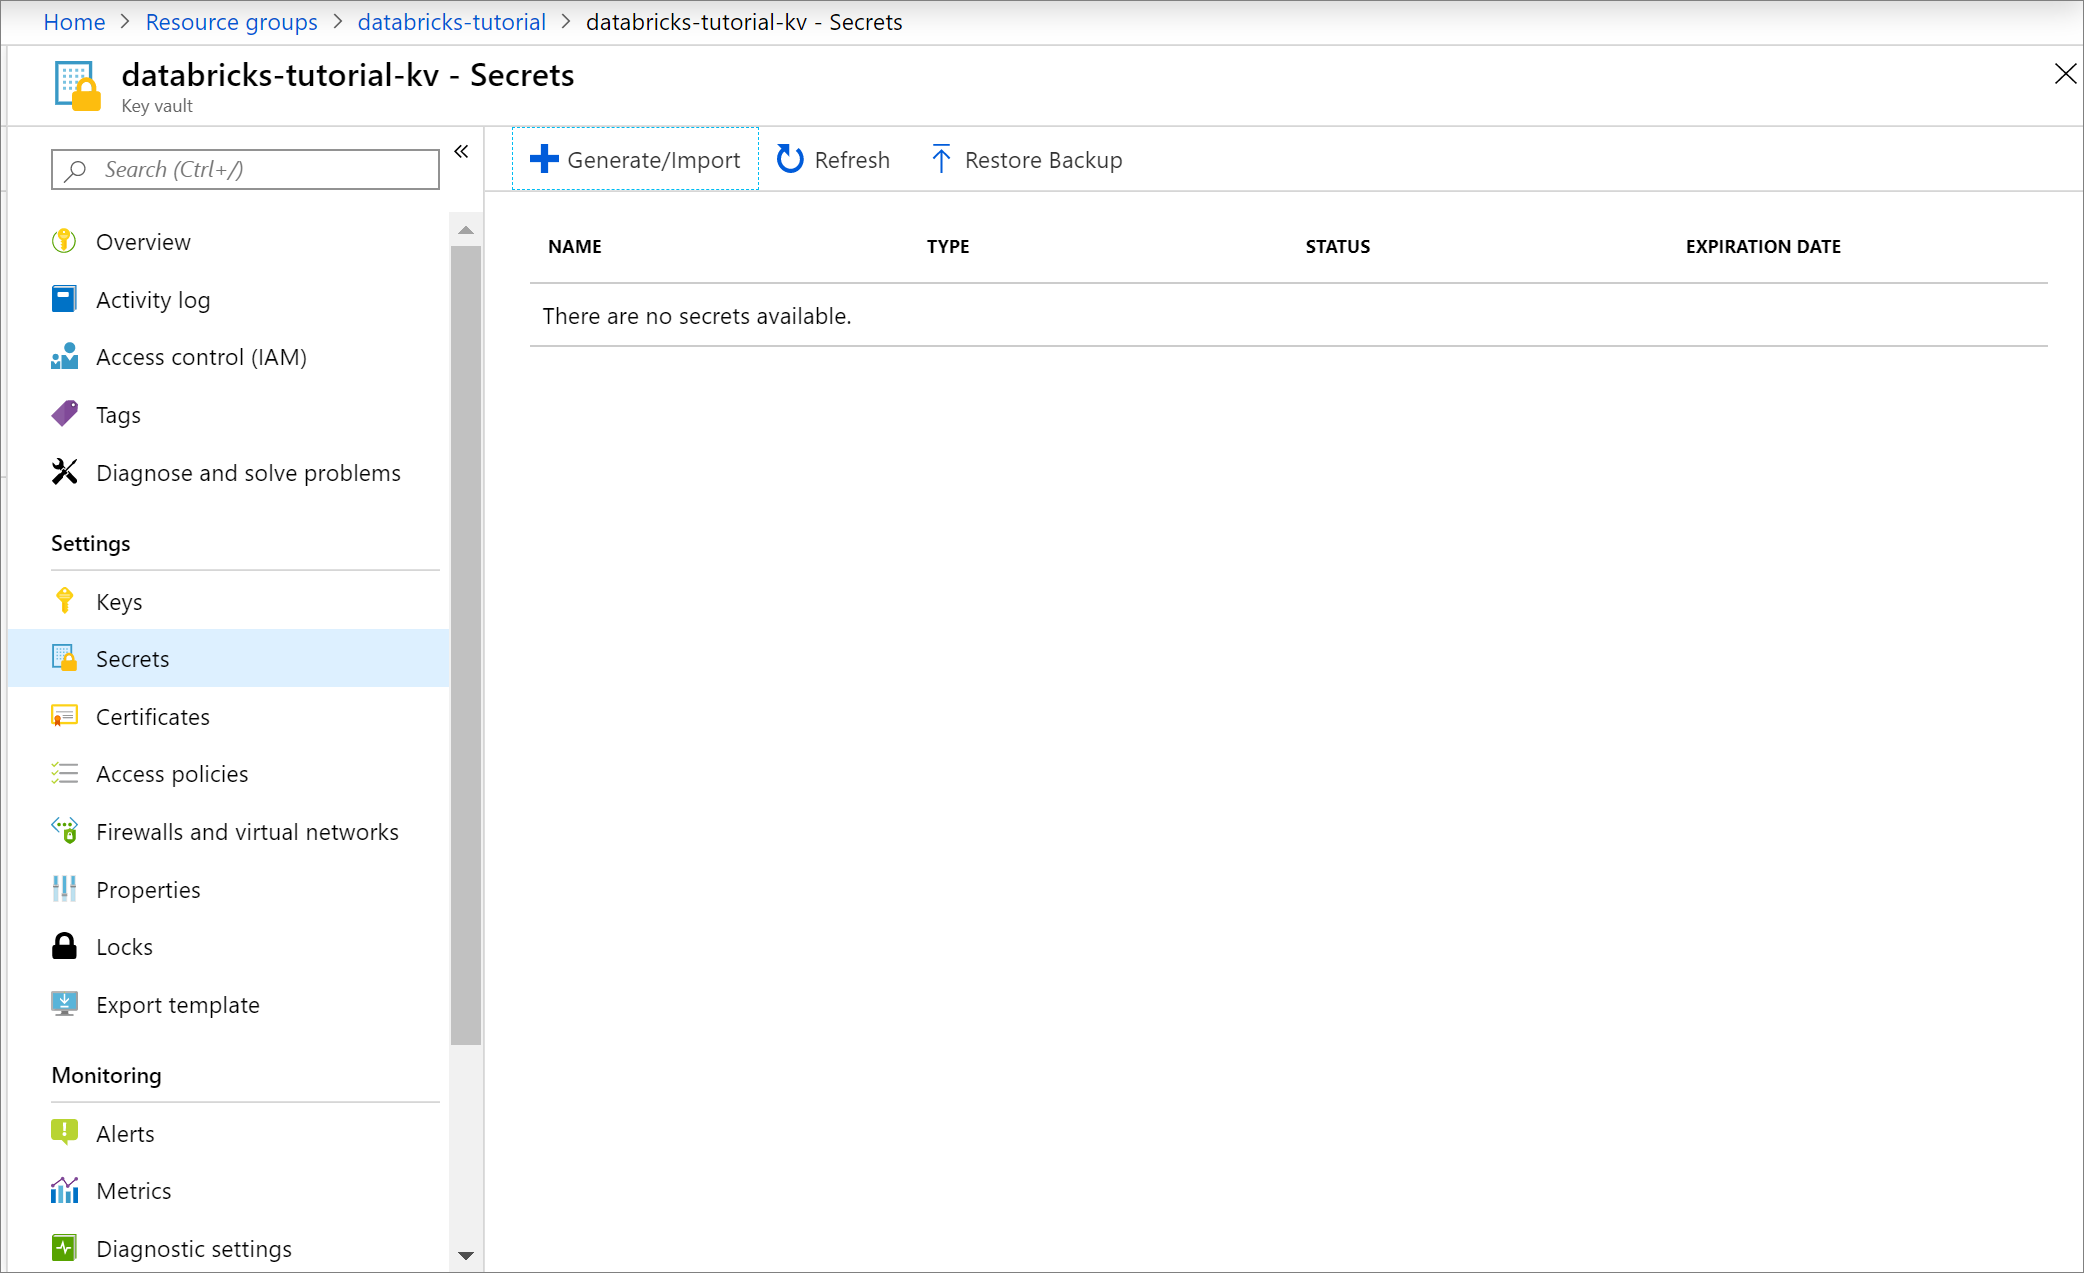 Home > Resource groups > databricks-tutorial > databricks-tutorial-kv - Secrets
databricks-tutorial-kv - Secrets
Key vault
Search (Ctrl+/)
«
Overview
Activity log
Access control (IAM)
Tags
Diagnose and solve problems
Settings
Keys
Secrets
Certificates
Access policies
Firewalls and virtual networks
Properties
Locks
Export template
Monitoring
Alerts
Metrics
Diagnostic settings
Generate/Import Refresh Restore Backup
NAME TYPE STATUS EXPIRATION DATE
There are no secrets available.